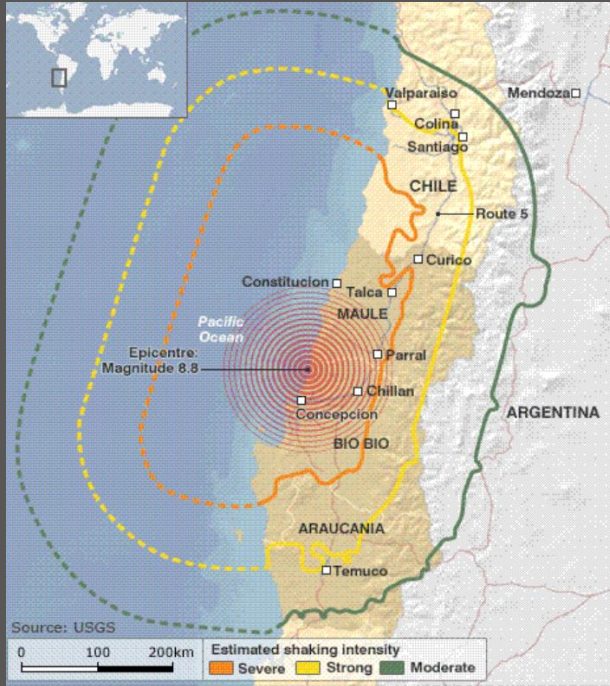 Valparaiso
Mendoza
Colina
Santiago
CHILE
Route 5
Curico
Constitucion
Talca
MAULE
Pacific
Ocean
Epicentre:
Magnitude 8.8
Parral
Chillan
Concepcion
ARGENTINA
BIO BIO
ARAUCANIA
Temuco
Source: USGS
0 100 200km
Estimated shaking intensity
Severe Strong Moderate